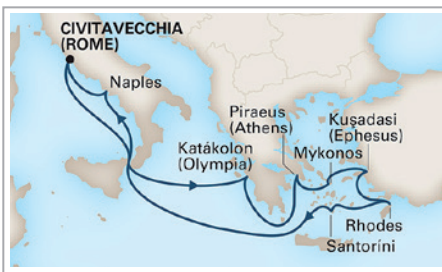 CIVITAVECCHIA
(ROME)
Naples
Piraeus
(Athens)
Kuşadasi
(Ephesus)
Katákolon
(Olympia)
Mykonos
Rhodes
Santoríni